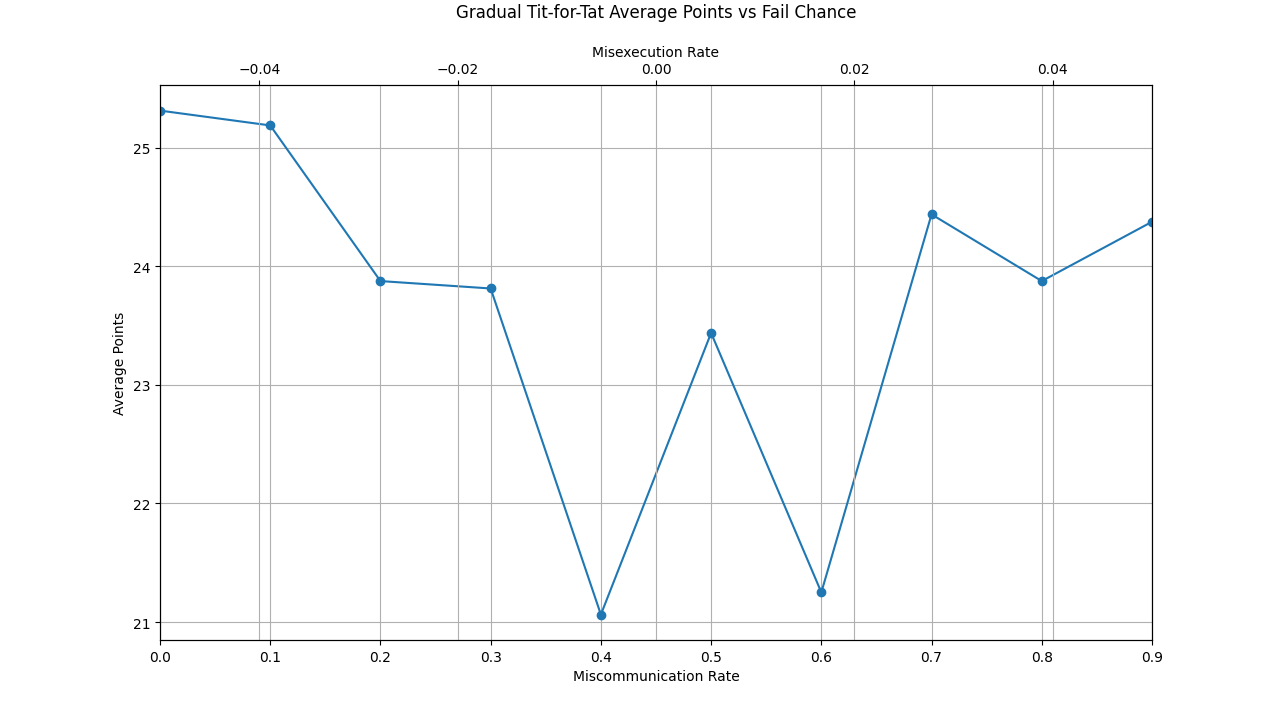 Gradual Tit-for-Tat Average Points vs Fail Chance
Misexecution Rate
−0.04 −0.02 0.00 0.02 0.04
25
24
23
22
21
Average Points
0.0 0.1 0.2 0.3 0.4 0.5 0.6 0.7 0.8 0.9
Miscommunication Rate